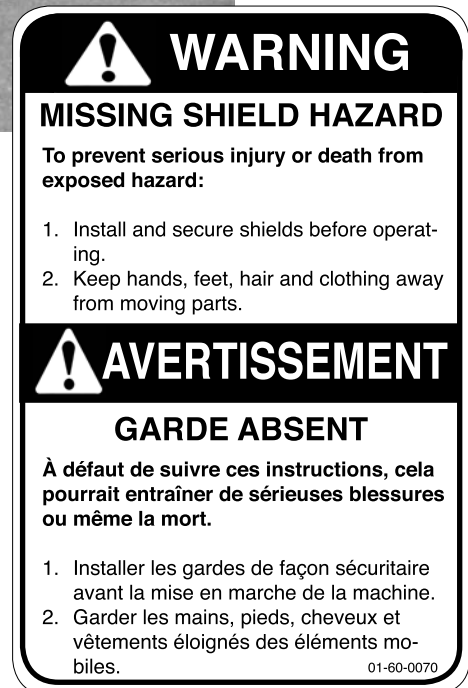 WARNING
MISSING SHIELD HAZARD
To prevent serious injury or death from
exposed hazard:
1. Install and secure shields before operat-
ing.
2. Keep hands, feet, hair and clothing away
from moving parts.
AVERTISSEMENT
GARDE ABSENT
À défaut de suivre ces instructions, cela
pourrait entraîner de sérieuses blessures
ou même la mort.
1. Installer les gardes de façon sécuritaire
avant la mise en marche de la machine.
2. Garder les mains, pieds, cheveux et
vêtements éloignés des éléments mo-
biles.
01-60-0070